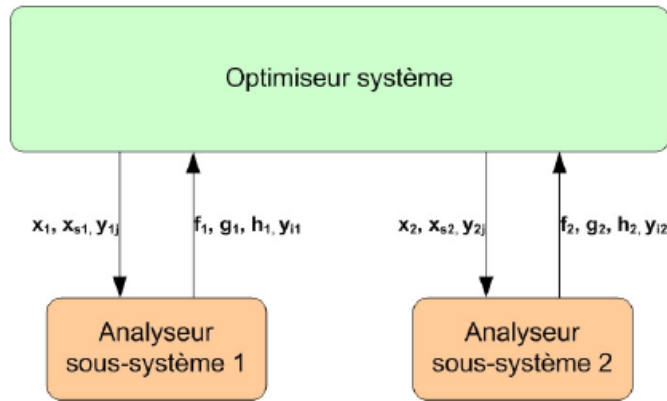 Optimiseur système
x₁, xₛ₁, y₁ⱼ
f₁, g₁, h₁, yᵢ₁
x₂, xₛ₂, y₂ⱼ
f₂, g₂, h₂, yᵢ₂
Analyseur
sous-système 1
Analyseur
sous-système 2